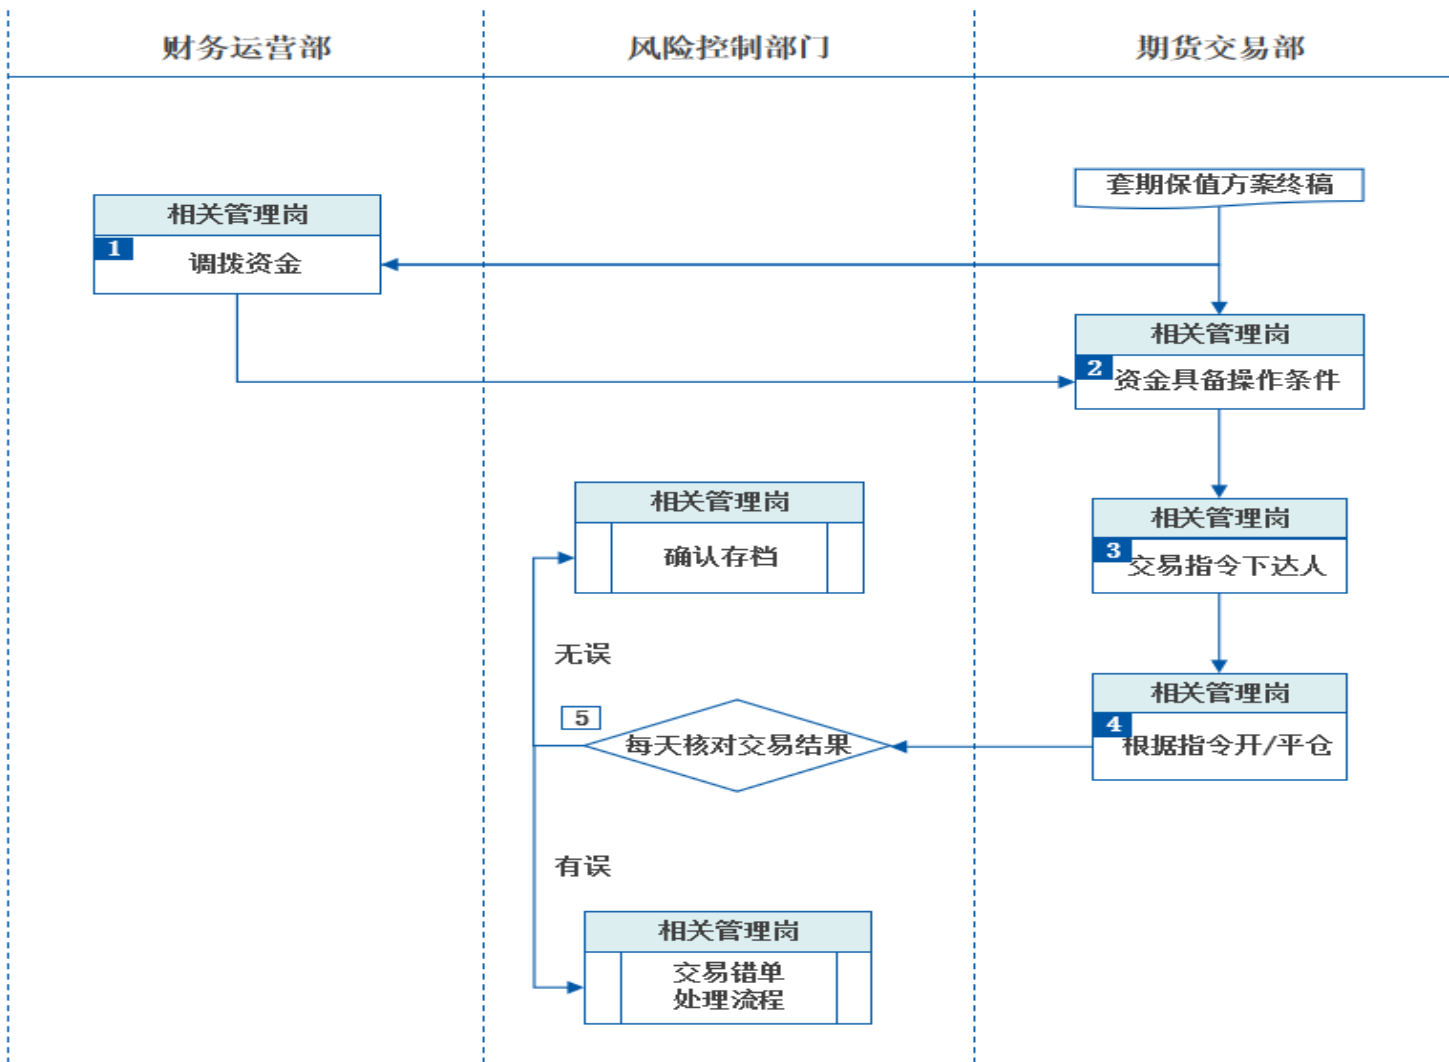 财务运营部
风险控制部门
期货交易部
套期保值方案终稿
相关管理岗
1
调拨资金
相关管理岗
2
资金具备操作条件
相关管理岗
确认存档
相关管理岗
3
交易指令下达人
无误
相关管理岗
4
根据指令开/平仓
5
每天核对交易结果
有误
相关管理岗
交易错单
处理流程